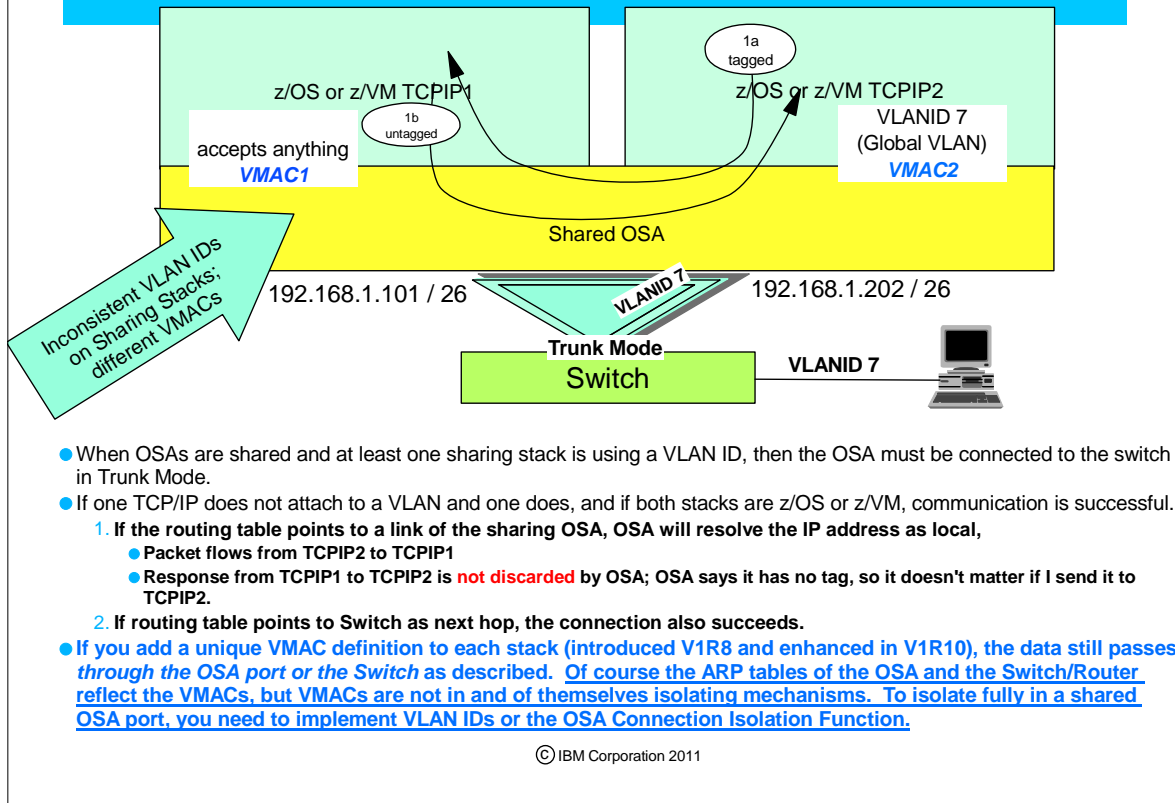 1a
tagged
z/OS or z/VM TCPIP1
z/OS or z/VM TCPIP2
1b
untagged
accepts anything
VMAC1
VLANID 7
(Global VLAN)
VMAC2
Shared OSA
Inconsistent VLAN IDs
on Sharing Stacks;
different VMACs
192.168.1.101 / 26
VLANID 7
192.168.1.202 / 26
Trunk Mode
Switch
VLANID 7
When OSAs are shared and at least one sharing stack is using a VLAN ID, then the OSA must be connected to the switch
in Trunk Mode.
If one TCP/IP does not attach to a VLAN and one does, and if both stacks are z/OS or z/VM, communication is successful.
1. If the routing table points to a link of the sharing OSA, OSA will resolve the IP address as local,
Packet flows from TCPIP2 to TCPIP1
Response from TCPIP1 to TCPIP2 is not discarded by OSA; OSA says it has no tag, so it doesn't matter if I send it to
TCPIP2.
2. If routing table points to Switch as next hop, the connection also succeeds.
If you add a unique VMAC definition to each stack (introduced V1R8 and enhanced in V1R10), the data still passes
through the OSA port or the Switch as described. Of course the ARP tables of the OSA and the Switch/Router
reflect the VMACs, but VMACs are not in and of themselves isolating mechanisms. To isolate fully in a shared
OSA port, you need to implement VLAN IDs or the OSA Connection Isolation Function.
© IBM Corporation 2011